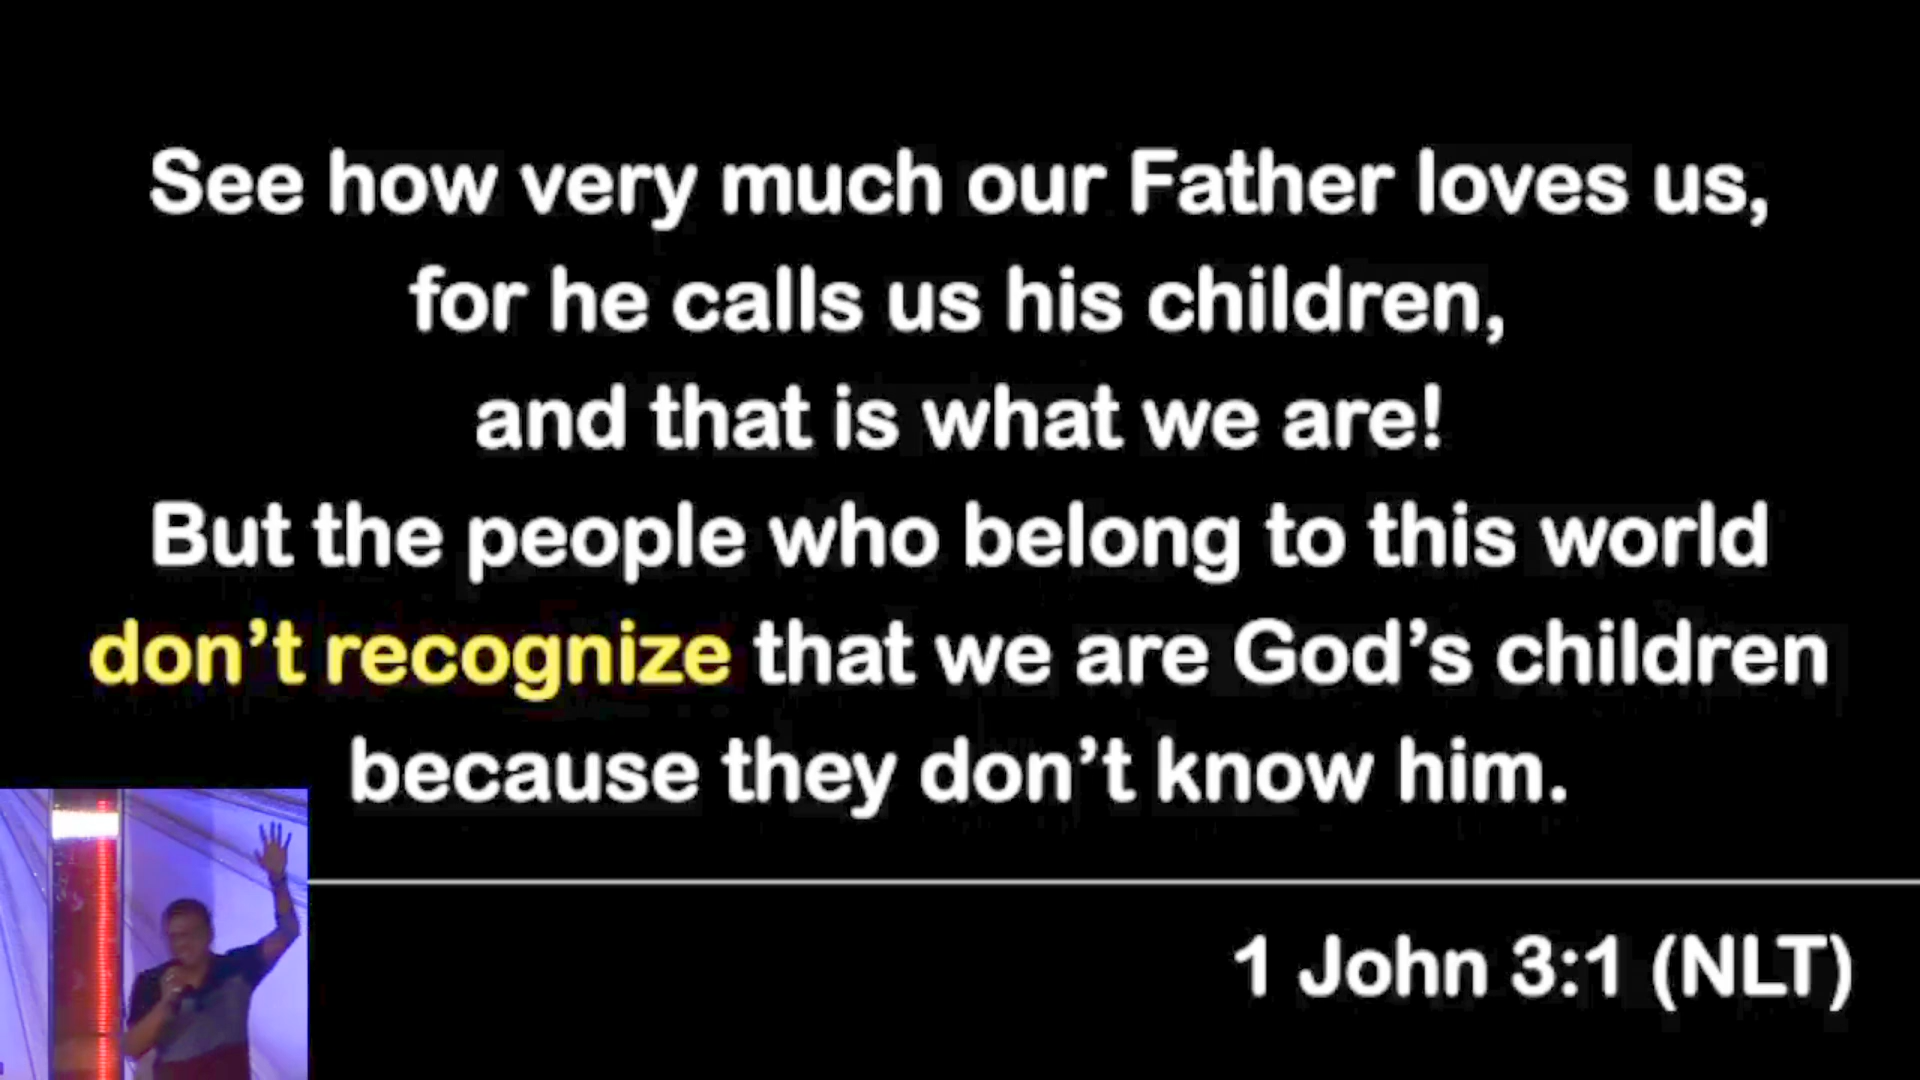 See how very much our Father loves us,
for he calls us his children,
and that is what we are!
But the people who belong to this world
don’t recognize that we are God’s children
because they don’t know him.
1 John 3:1 (NLT)